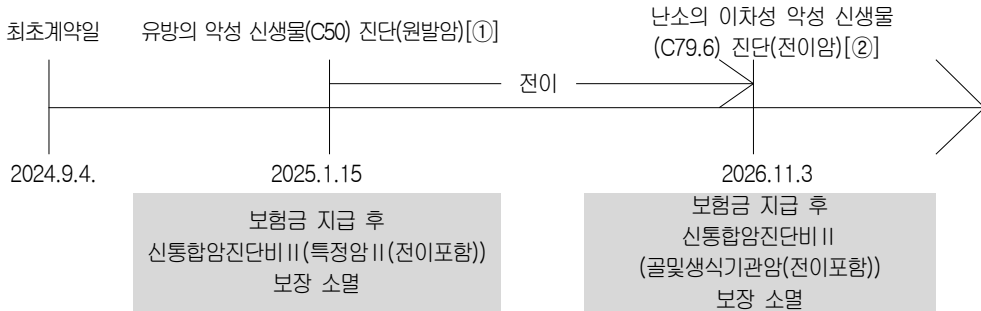 최초계약일
유방의 악성 신생물(C50) 진단(원발암)[①]
난소의 이차성 악성 신생물
(C79.6) 진단(전이암)[②]
전이
2024.9.4.
2025.1.15
2026.11.3
보험금 지급 후
신통합암진단비Ⅱ(특정암Ⅱ(전이포함))
보장 소멸
보험금 지급 후
신통합암진단비Ⅱ
(골및생식기관암(전이포함))
보장 소멸